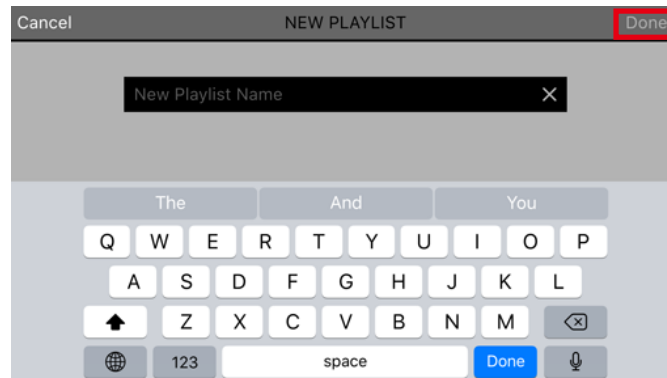 Cancel NEW PLAYLIST Done
New Playlist Name
The And You
Q W E R T Y U I O P
A S D F G H J K L
Z X C V B N M
123 space Done